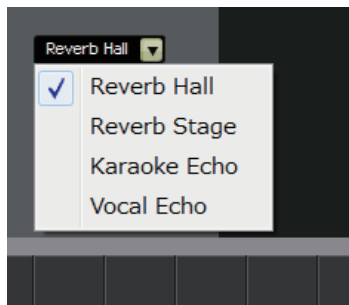 Reverb Hall
Reverb Hall
Reverb Stage
Karaoke Echo
Vocal Echo